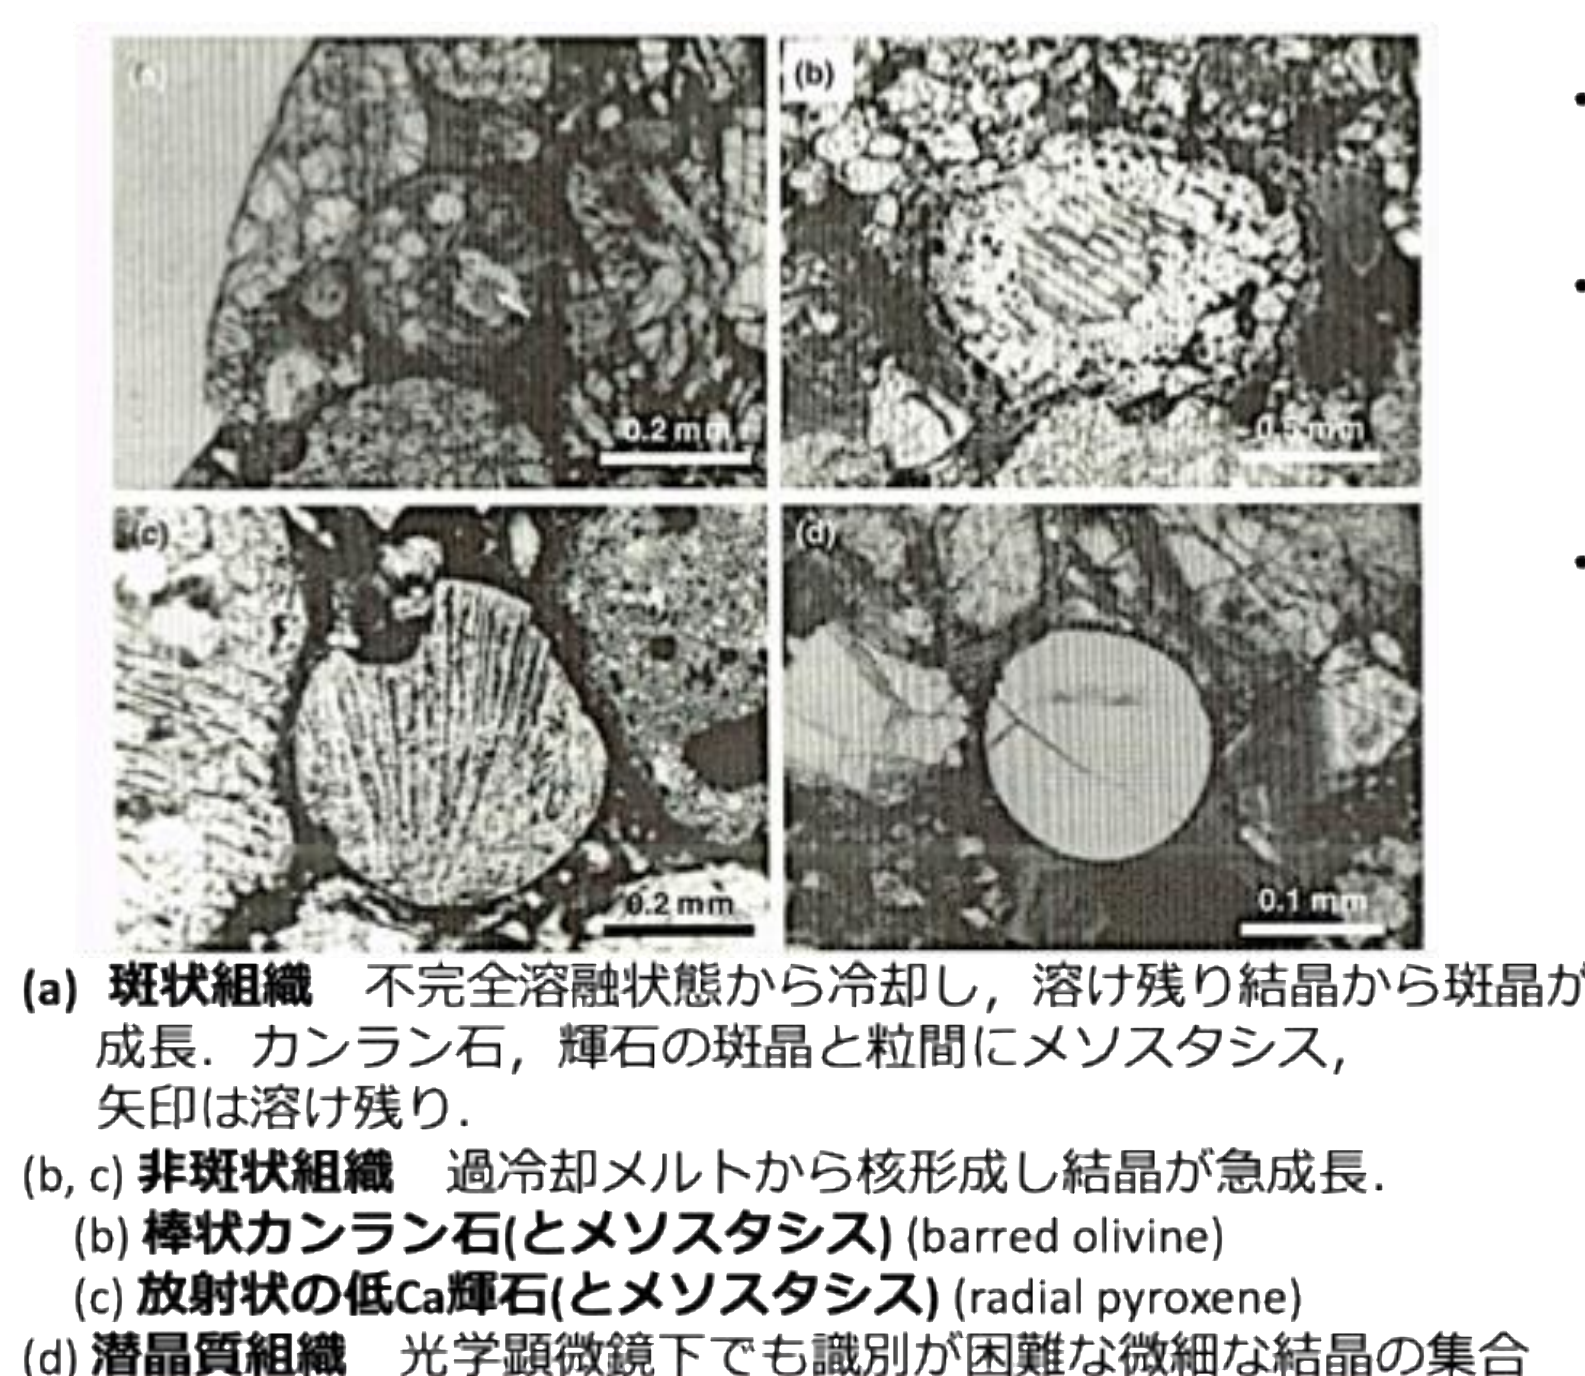 (a)
(b)
0.2 mm
0.5 mm
(c)
(d)
0.2 mm
0.1 mm
(a) 斑状組織　不完全溶融状態から冷却し，溶け残り結晶から斑晶が
成長．カンラン石，輝石の斑晶と粒間にメソスタシス，
矢印は溶け残り．
(b, c) 非斑状組織　過冷却メルトから核形成し結晶が急成長．
(b) 棒状カンラン石(とメソスタシス) (barred olivine)
(c) 放射状の低Ca輝石(とメソスタシス) (radial pyroxene)
(d) 潜晶質組織　光学顕微鏡下でも識別が困難な微細な結晶の集合